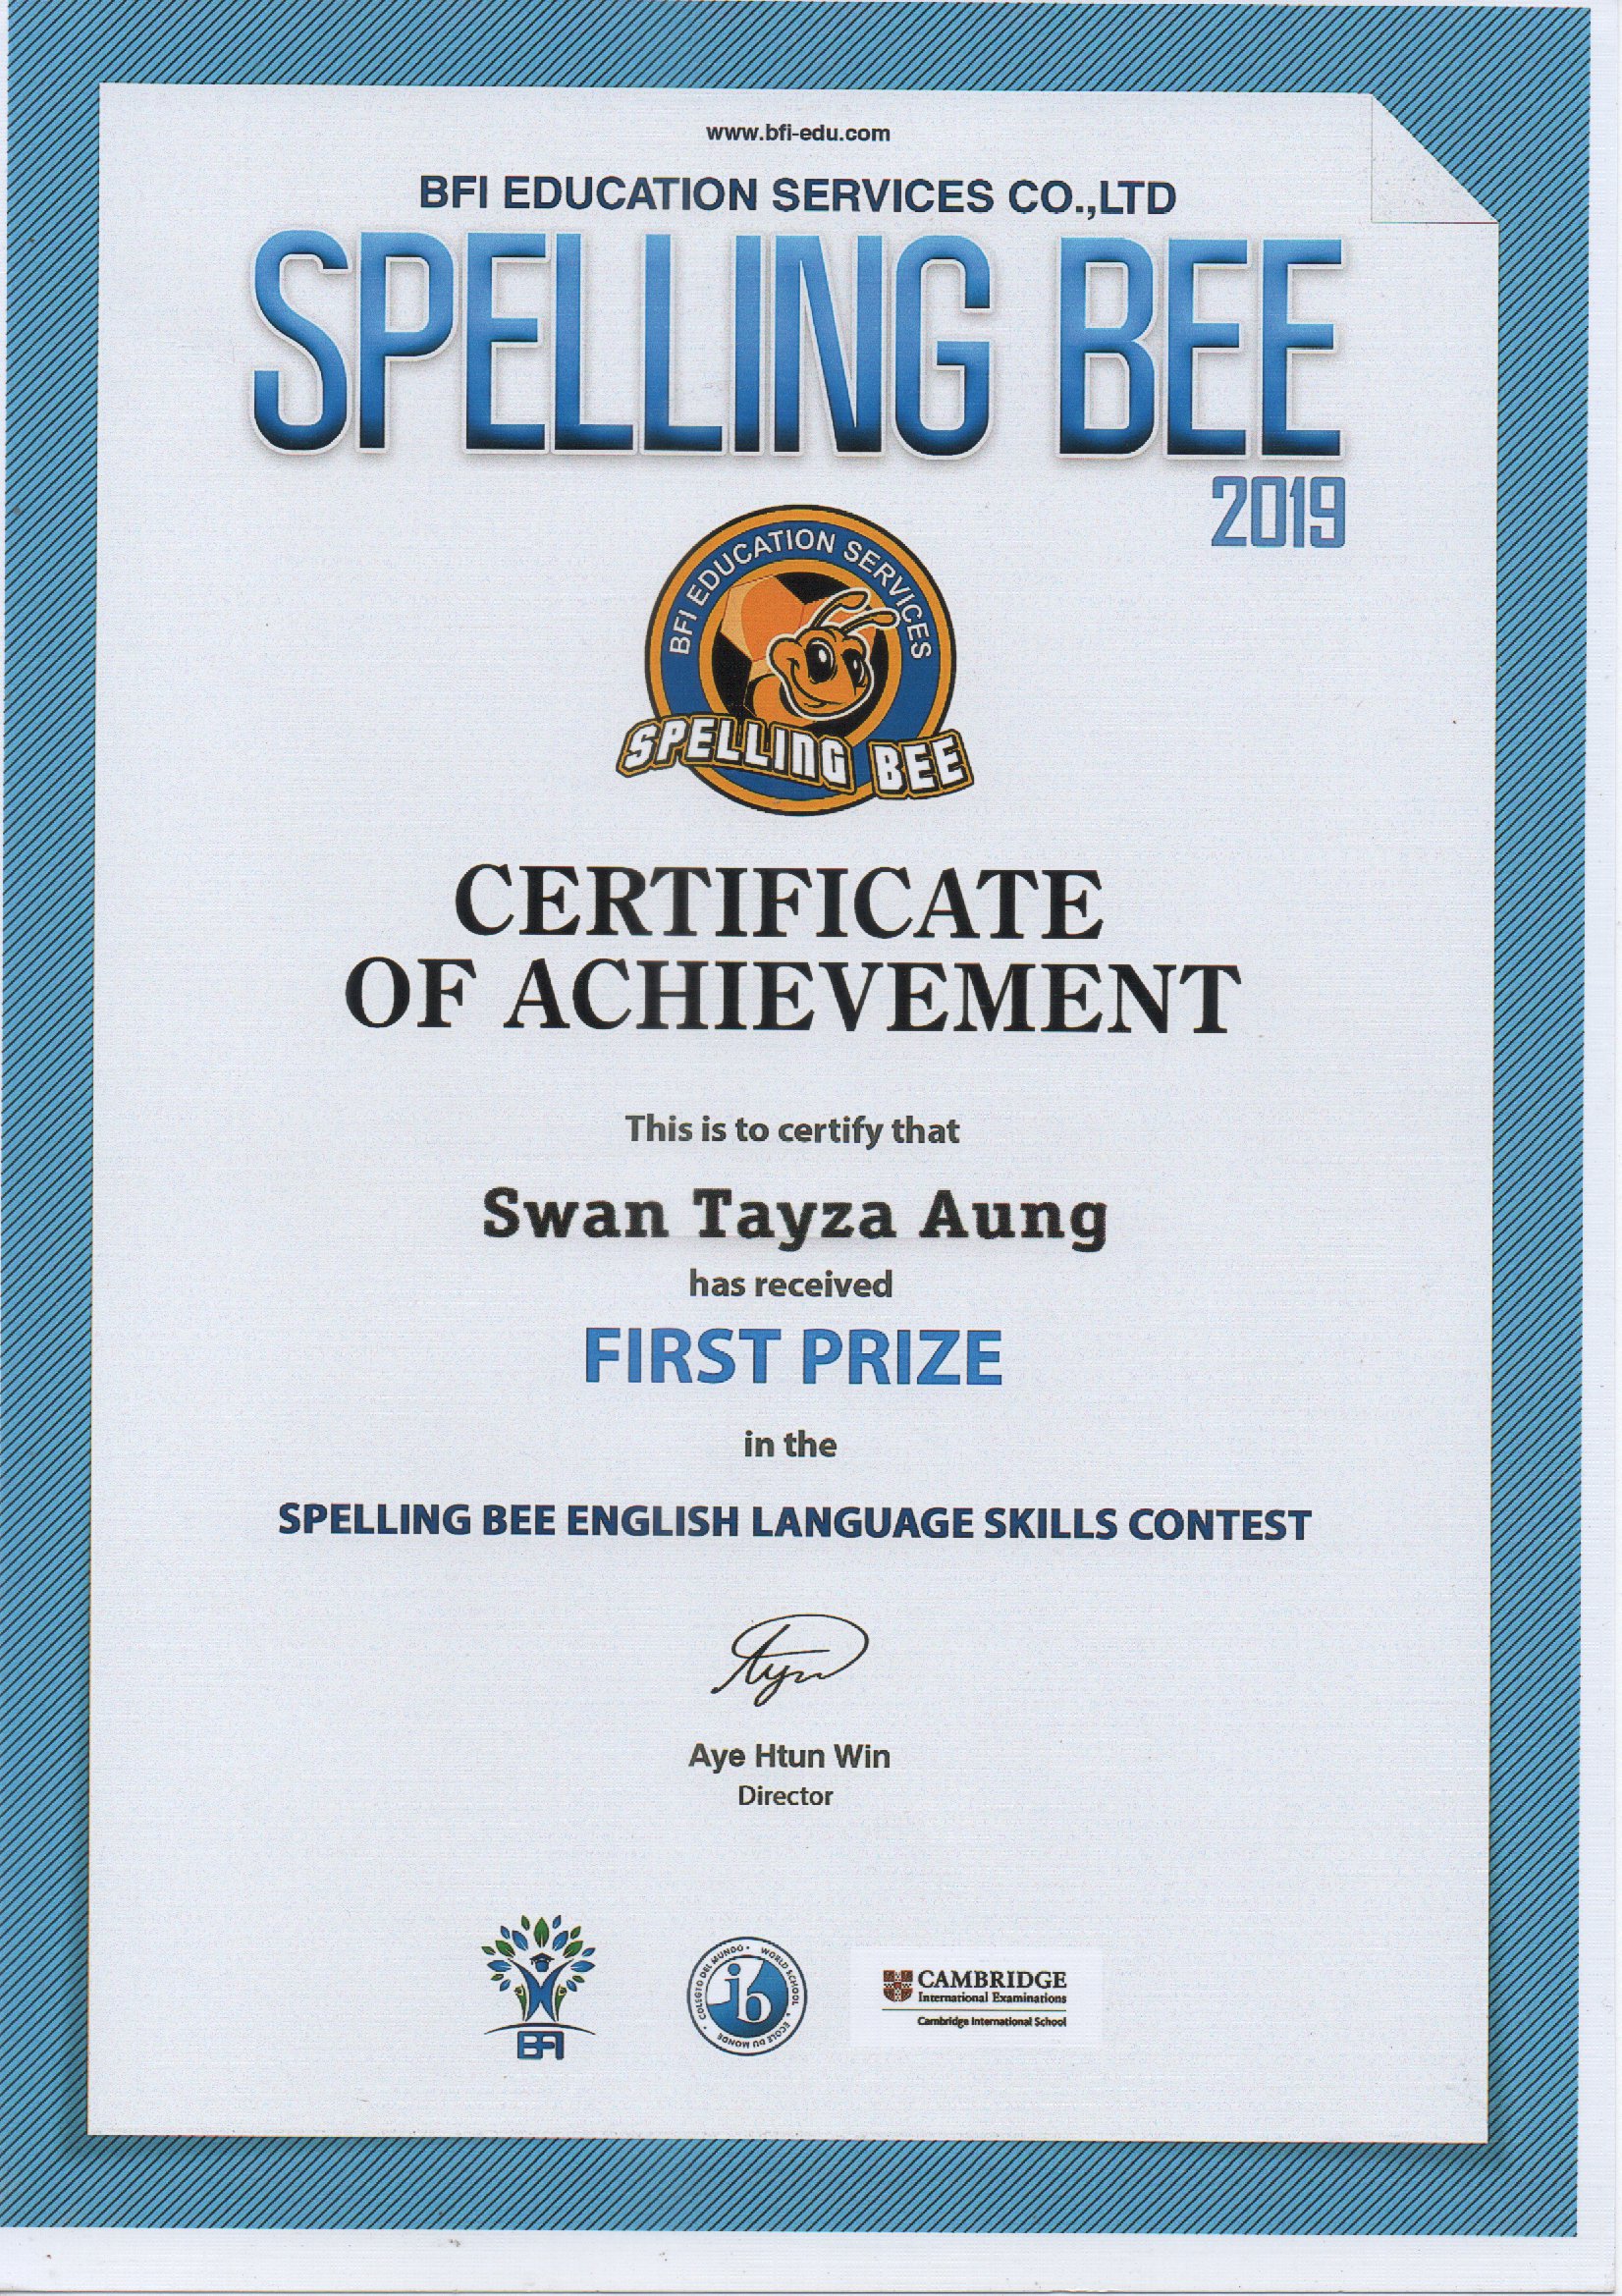 www.bfi-edu.com
BFI EDUCATION SERVICES CO.,LTD
SPELLING BEE
2019
BFI EDUCATION SERVICES
SPELLING BEE
CERTIFICATE
OF ACHIEVEMENT
This is to certify that
Swan Tayza Aung
has received
FIRST PRIZE
in the
SPELLING BEE ENGLISH LANGUAGE SKILLS CONTEST
Aye Htun Win
Director
BFI
COLEGIO DEL MUNDO • WORLD SCHOOL • ECOLE DU MONDE •
ib
CAMBRIDGE
International Examinations
Cambridge International School